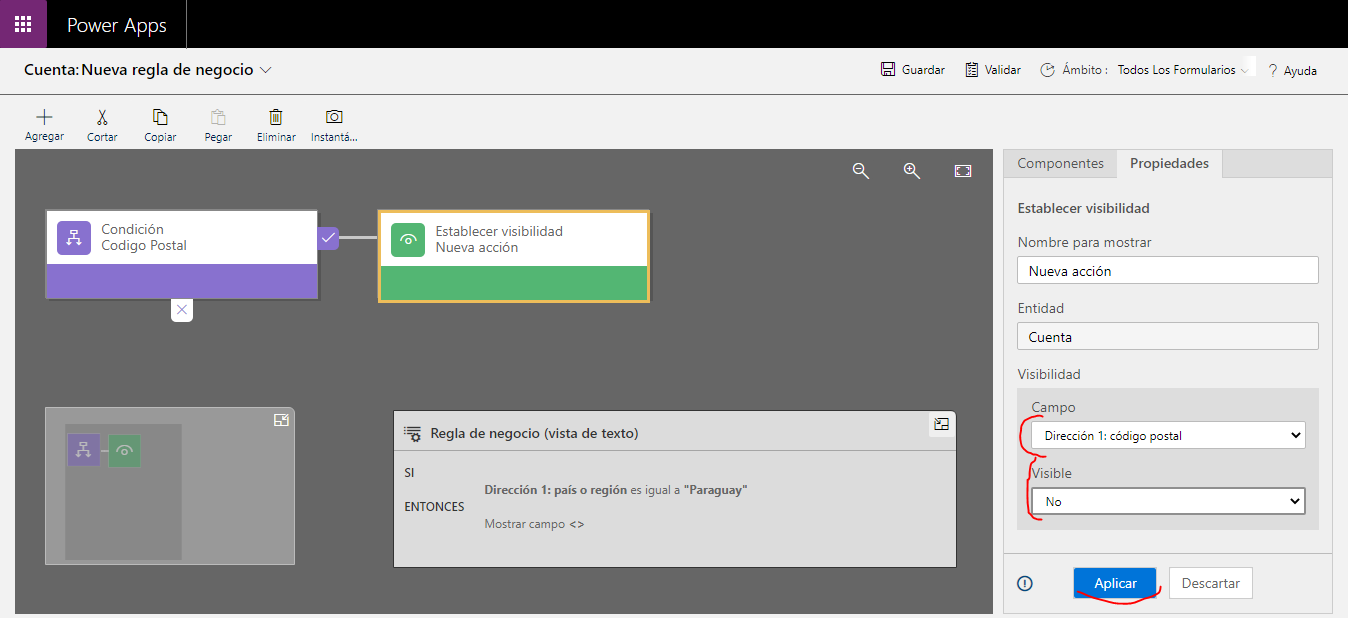 Power Apps
Cuenta: Nueva regla de negocio
Guardar
Validar
Ámbito :
Todos Los Formularios
? Ayuda
Agregar
Cortar
Copiar
Pegar
Eliminar
Instantá...
Condición
Codigo Postal
Establecer visibilidad
Nueva acción
Regla de negocio (vista de texto)
SI
Dirección 1: país o región es igual a "Paraguay"
ENTONCES
Mostrar campo <>
Componentes
Propiedades
Establecer visibilidad
Nombre para mostrar
Nueva acción
Entidad
Cuenta
Visibilidad
Campo
Dirección 1: código postal
Visible
No
Aplicar
Descartar